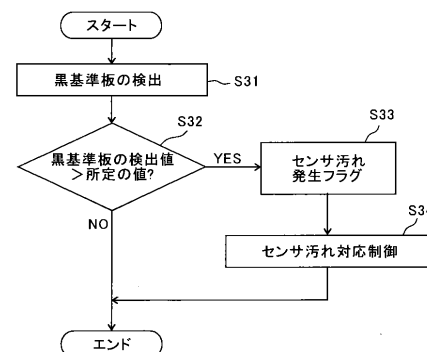 スタート
黒基準板の検出
S31
S32
黒基準板の検出値
>所定の値?
YES
NO
S33
センサ汚れ
発生フラグ
センサ汚れ対応制御
エンド